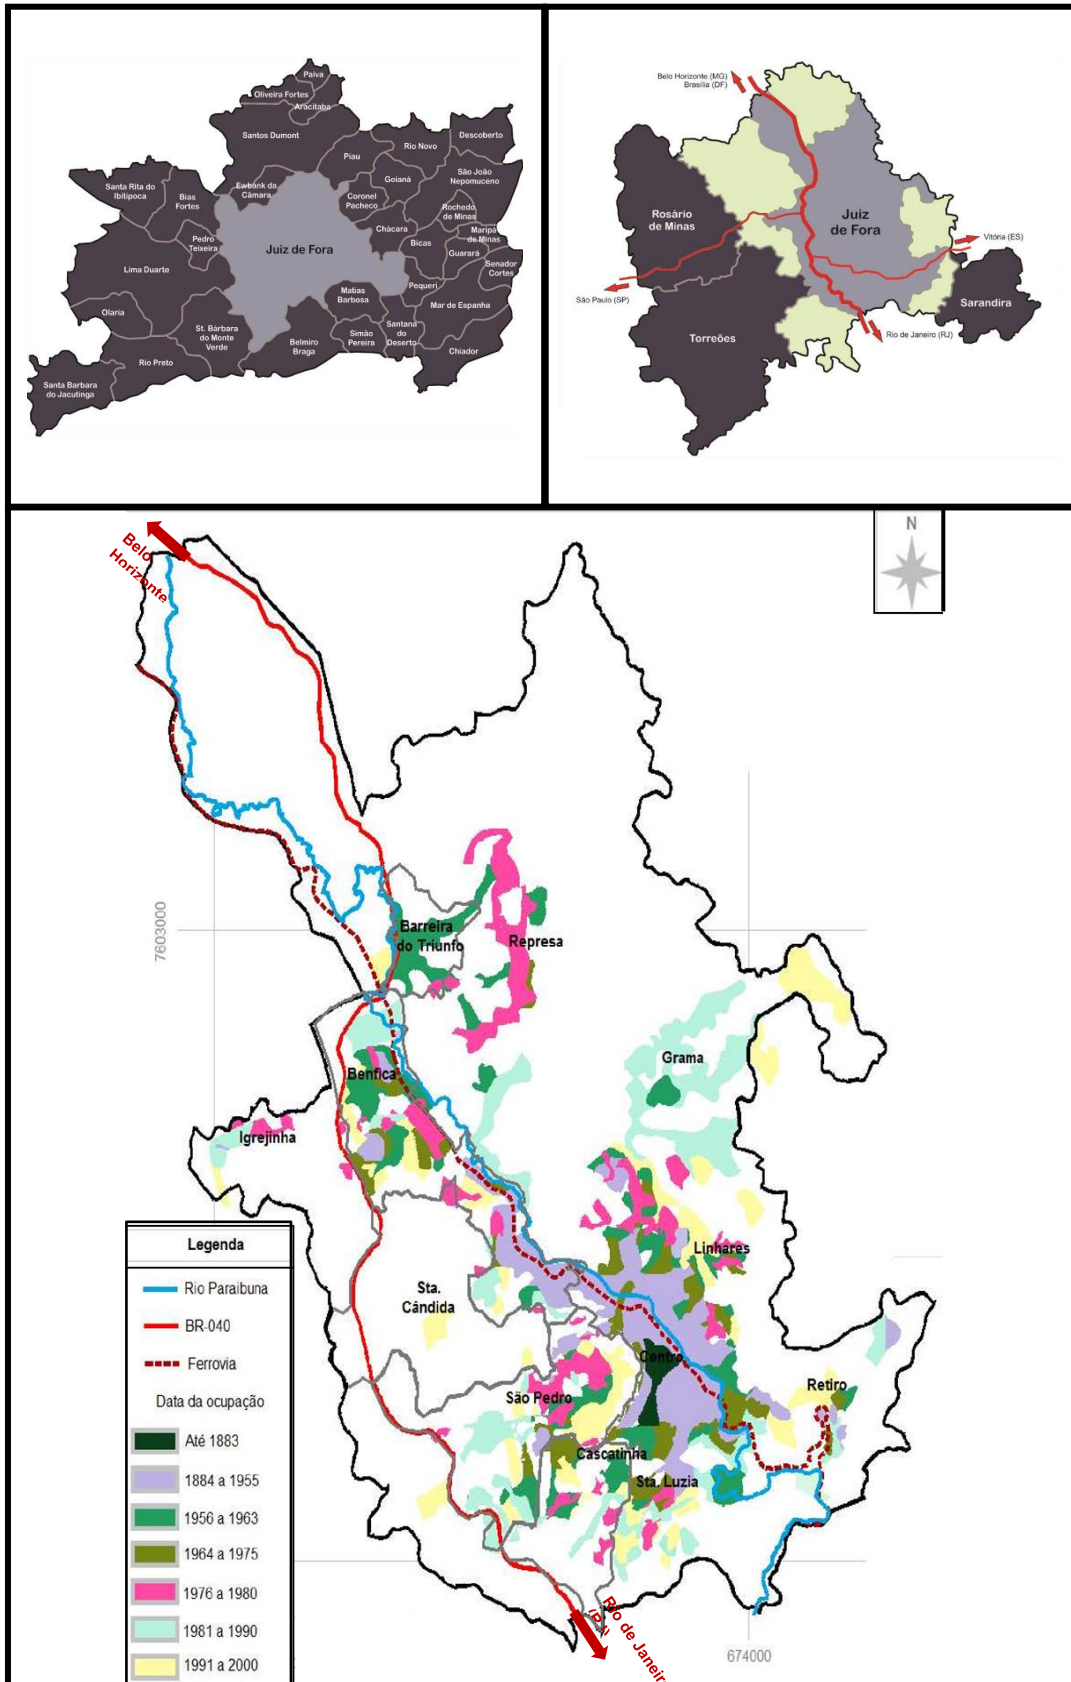 Paiva
Oliveira Fortes
Aracitaba
Santos Dumont
Descoberto
Rio Novo
Piau
Goianá
São João
Nepomuceno
Santa Rita do
Ibitipoca
Bias
Fortes
Ewbank da
Câmara
Coronel
Pacheco
Rochedo
de Minas
Chácara
Maripá
de Minas
Bicas
Guarará
Pedro
Teixeira
Juiz de Fora
Senador
Cortes
Lima Duarte
Pequeri
Matias
Barbosa
Mar de Espanha
Olaria
St. Bárbara
do Monte
Verde
Simão
Pereira
Santana
do
Deserto
Belmiro
Braga
Chiador
Rio Preto
Santa Barbara
do Jacutinga
Belo Horizonte (MG)
Brasília (DF)
Rosário
de Minas
Juiz
de Fora
Vitória (ES)
São Paulo (SP)
Sarandira
Torreões
Rio de Janeiro (RJ)
N
Belo
Horizonte
7603000
Barreira
do Triunfo
Represa
Grama
Benfica
Igrejinha
Linhares
Sta.
Cândida
Centro
São Pedro
Retiro
Cascatinha
Sta. Luzia
Legenda
Rio Paraibuna
BR-040
Ferrovia
Data da ocupação
Até 1883
1884 a 1955
1956 a 1963
1964 a 1975
1976 a 1980
1981 a 1990
1991 a 2000
Rio de Janeir
674000